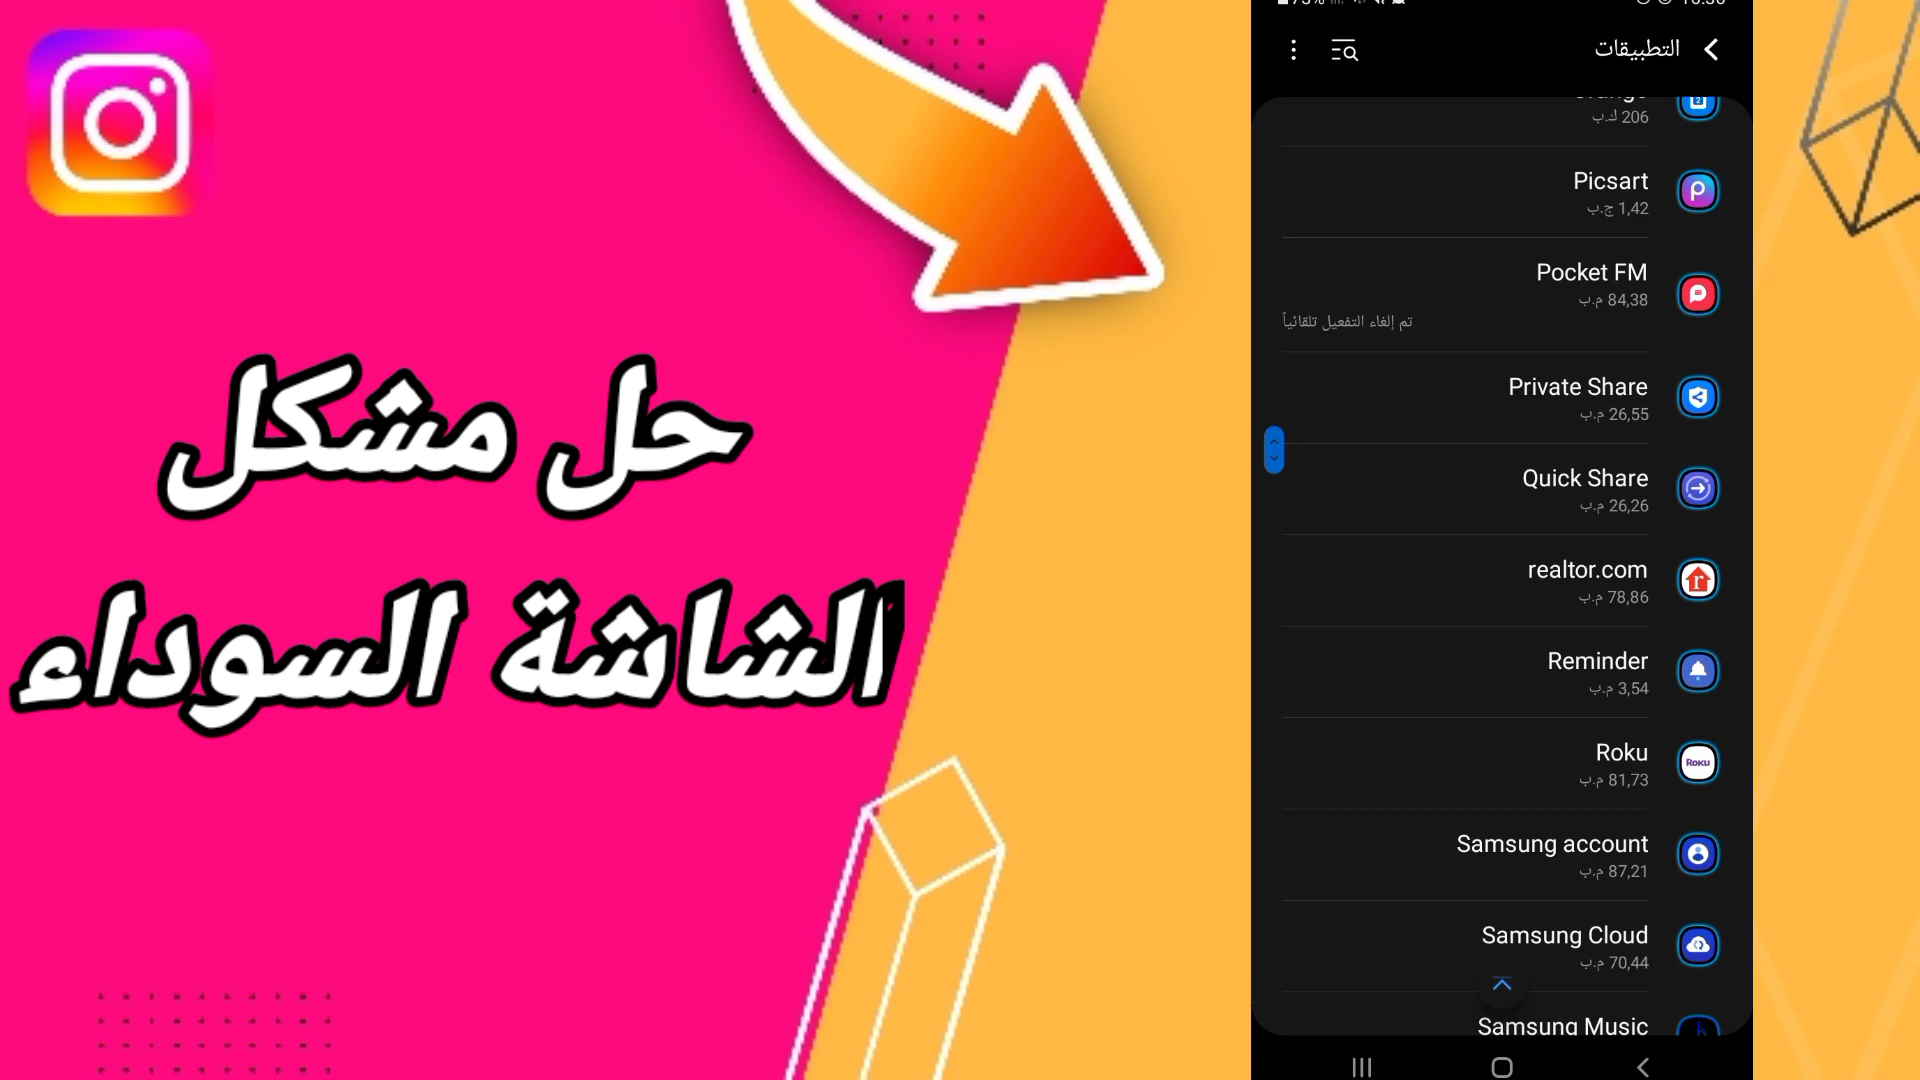 حل مشكل
الشاشة السوداء
التطبيقات
206 ك.ب
Picsart
1,42 ج.ب
Pocket FM
84,38 م.ب
تم إلغاء التفعيل تلقائياً
Private Share
26,55 م.ب
Quick Share
26,26 م.ب
realtor.com
78,86 م.ب
Reminder
3,54 م.ب
Roku
81,73 م.ب
Samsung account
87,21 م.ب
Samsung Cloud
70,44 م.ب
Samsung Music